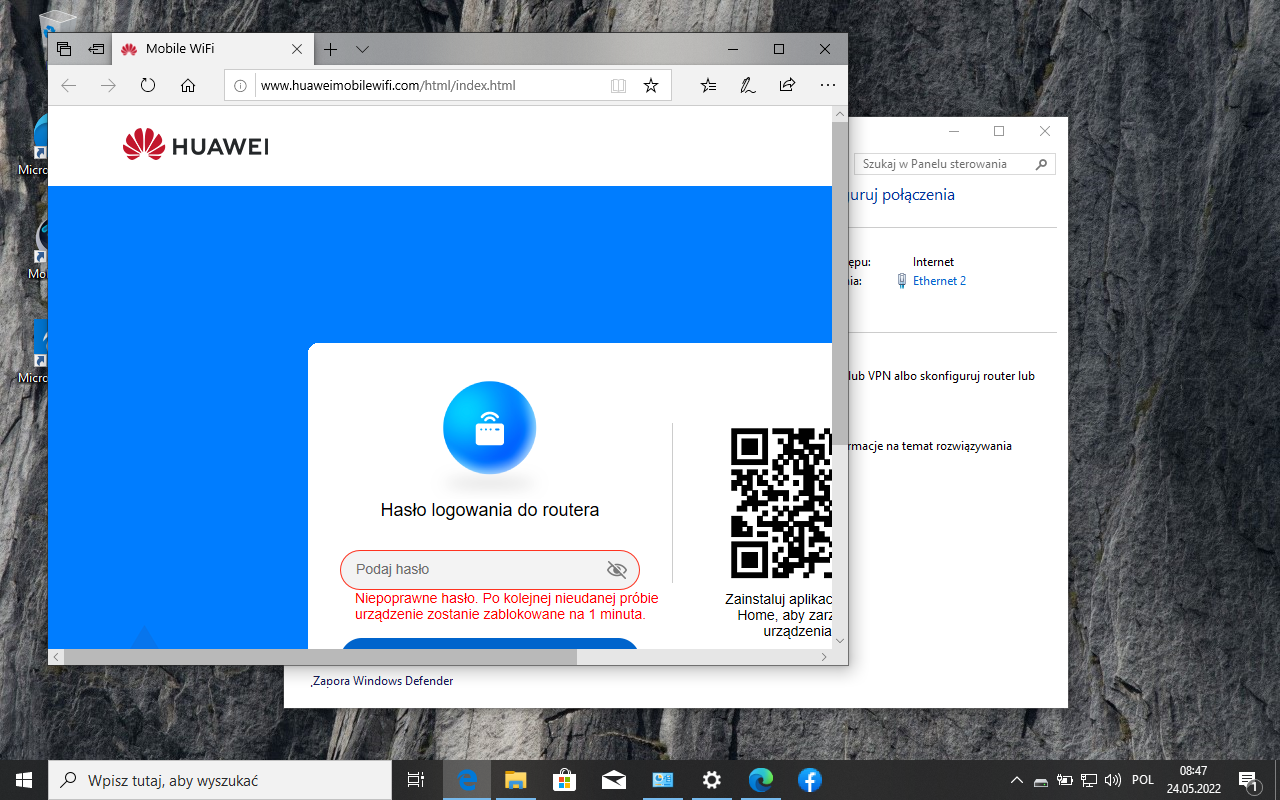 Mobile WiFi
www.huaweimobilewifi.com/html/index.html
HUAWEI
Hasło logowania do routera
Podaj hasło
Niepoprawne hasło. Po kolejnej nieudanej próbie
urządzenie zostanie zablokowane na 1 minuta.
Zainstaluj aplikac
Home, aby zarz
urządzenia
Szukaj w Panelu sterowania
guruj połączenia
ępu:
Internet
nia:
Ethernet 2
lub VPN albo skonfiguruj router lub
rmacje na temat rozwiązywania
Zapora Windows Defender
Micro
Mo
Micro
Wpisz tutaj, aby wyszukać
POL
08:47
24.05.2022
1